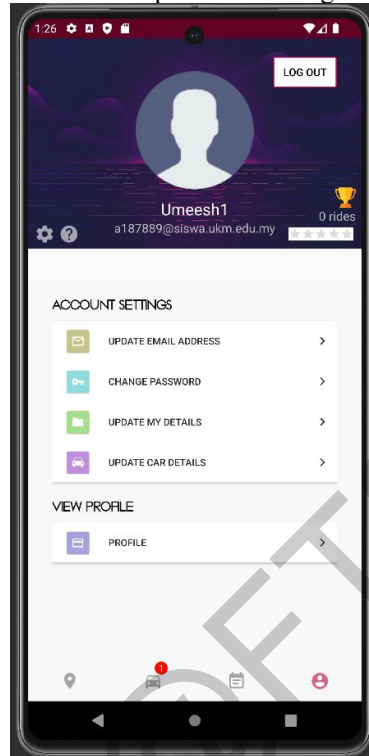 1:26
LOG OUT
Umeesh1
0 rides
a187889@siswa.ukm.edu.my
ACCOUNT SETTINGS
UPDATE EMAIL ADDRESS
CHANGE PASSWORD
UPDATE MY DETAILS
UPDATE CAR DETAILS
VIEW PROFILE
PROFILE
1